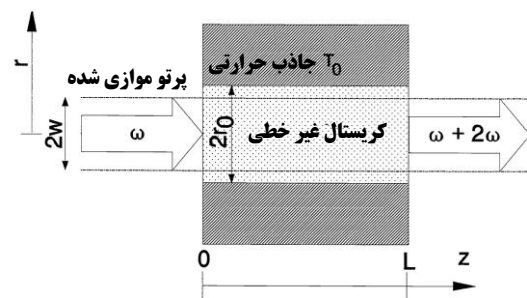 r
جاذب حرارتی T₀
پرتو موازی شده
2w
ω
2r₀
کریستال غیر خطی
ω + 2ω
0
L
z